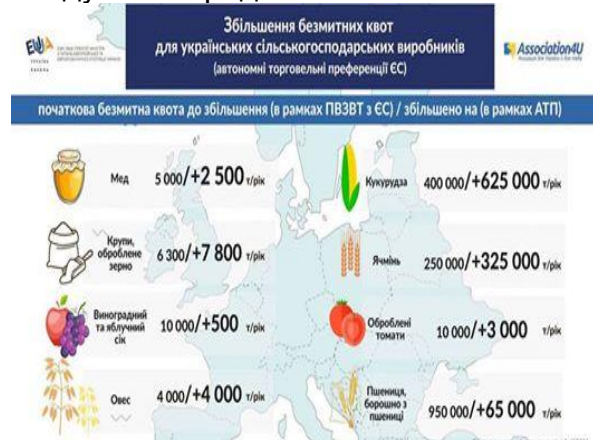 Збільшення безмитних квот
для українських сільськогосподарських виробників
(автономні торговельні преференції ЄС)
Association4U
початкова безмитна квота до збільшення (в рамках ПВЗВТ з ЄС) / збільшено на (в рамках АТП)
Мед 5 000/+2 500 т/рік
Крупи,
оброблене
зерно
6 300/+7 800 т/рік
Виноградний
та яблучний
сік
10 000/+500 т/рік
Овес 4 000/+4 000 т/рік
Кукурудза 400 000/+625 000 т/рік
Ячмінь 250 000/+325 000 т/рік
Оброблені
томати
10 000/+3 000 т/рік
Пшениця,
борошно з
пшениці
950 000/+65 000 т/рік